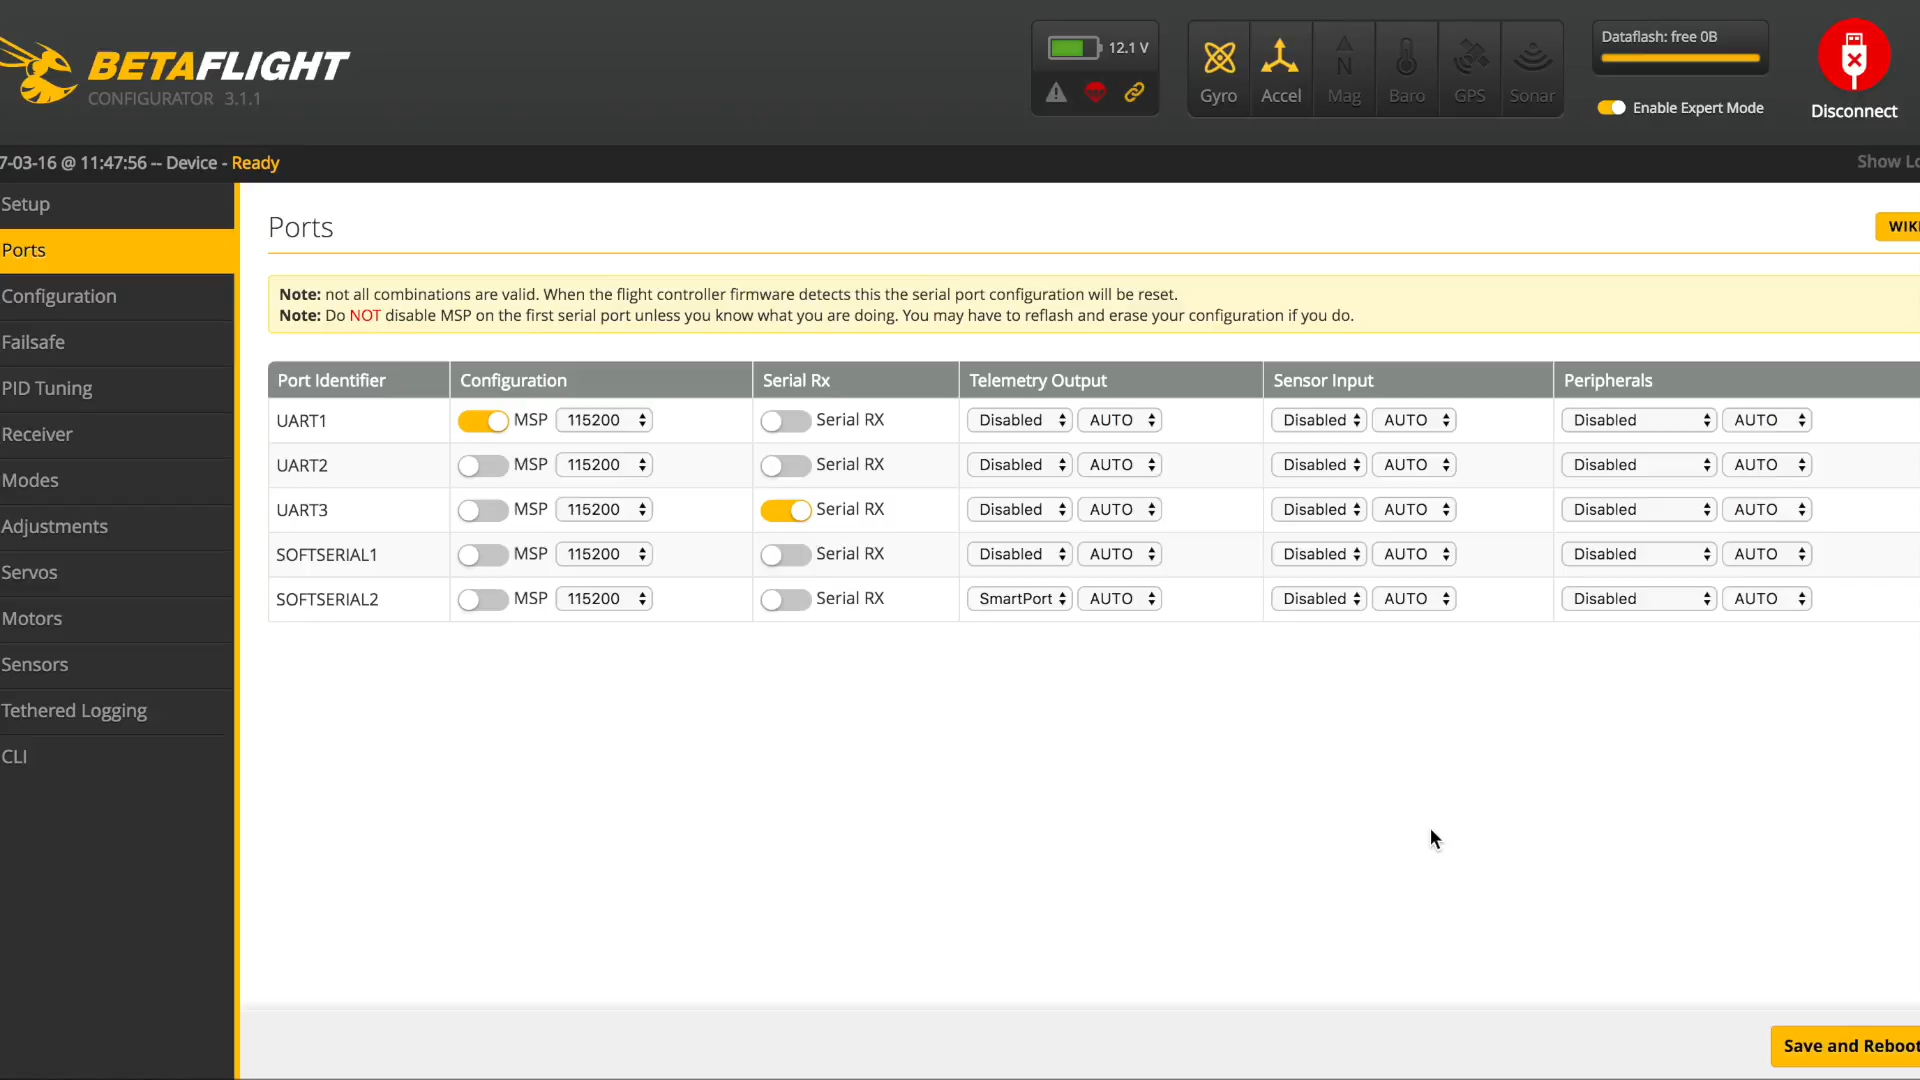 BETAFLIGHT
CONFIGURATOR 3.1.1
12.1 V
Gyro Accel Mag Baro GPS Sonar
N
Dataflash: free 0B
Enable Expert Mode
Disconnect
7-03-16 @ 11:47:56 -- Device - Ready
Show Lo
Setup
Ports
Configuration
Failsafe
PID Tuning
Receiver
Modes
Adjustments
Servos
Motors
Sensors
Tethered Logging
CLI
Ports
WIKI
Note: not all combinations are valid. When the flight controller firmware detects this the serial port configuration will be reset.
Note: Do NOT disable MSP on the first serial port unless you know what you are doing. You may have to reflash and erase your configuration if you do.
Port Identifier Configuration Serial Rx Telemetry Output Sensor Input Peripherals
UART1 MSP 115200 Serial RX Disabled AUTO Disabled AUTO Disabled AUTO
UART2 MSP 115200 Serial RX Disabled AUTO Disabled AUTO Disabled AUTO
UART3 MSP 115200 Serial RX Disabled AUTO Disabled AUTO Disabled AUTO
SOFTSERIAL1 MSP 115200 Serial RX Disabled AUTO Disabled AUTO Disabled AUTO
SOFTSERIAL2 MSP 115200 Serial RX SmartPort AUTO Disabled AUTO Disabled AUTO
Save and Reboot